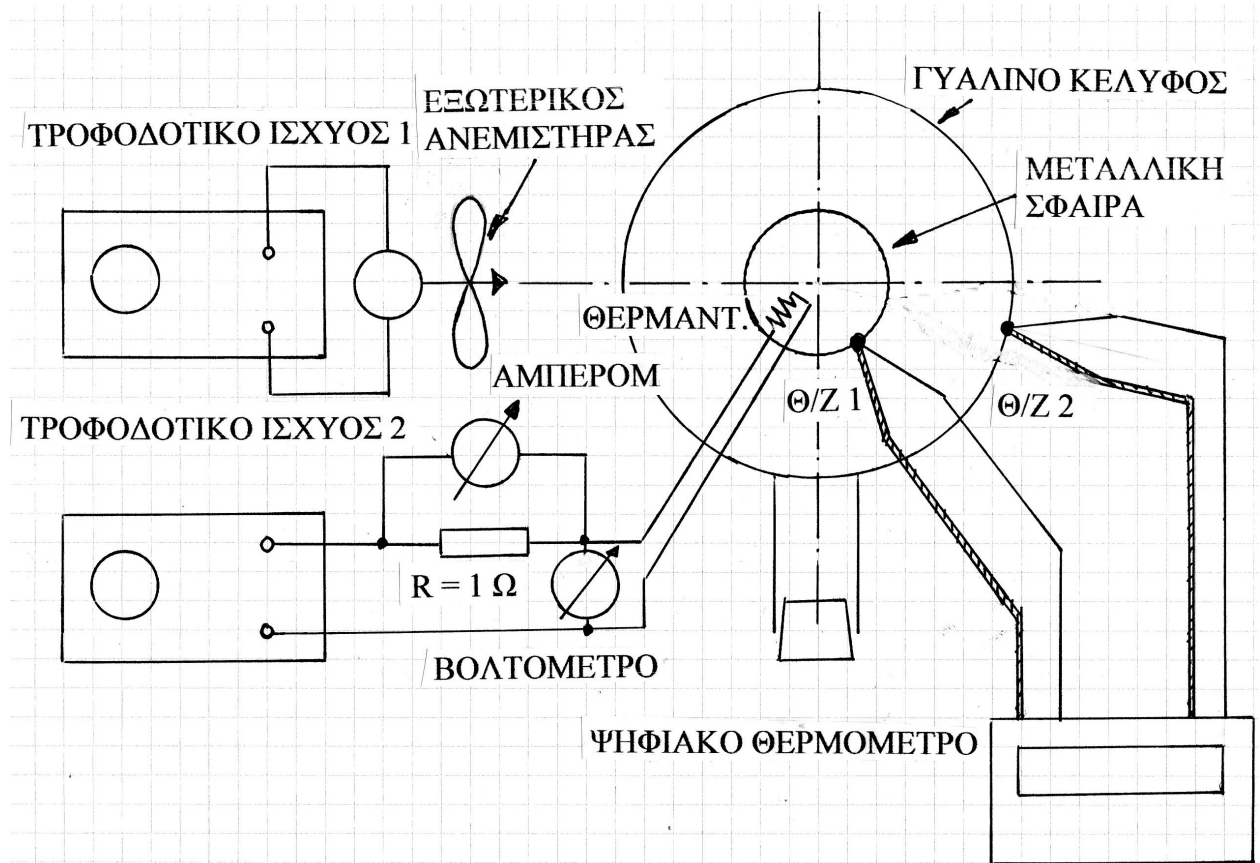 ΓΥΑΛΙΝΟ ΚΕΛΥΦΟΣ
ΕΞΩΤΕΡΙΚΟΣ
ΑΝΕΜΙΣΤΗΡΑΣ
ΤΡΟΦΟΔΟΤΙΚΟ ΙΣΧΥΟΣ 1
ΜΕΤΑΛΛΙΚΗ
ΣΦΑΙΡΑ
ΘΕΡΜΑΝΤ.
ΑΜΠΕΡΟΜ
Θ/Ζ 1
Θ/Ζ 2
ΤΡΟΦΟΔΟΤΙΚΟ ΙΣΧΥΟΣ 2
R = 1 Ω
ΒΟΛΤΟΜΕΤΡΟ
ΨΗΦΙΑΚΟ ΘΕΡΜΟΜΕΤΡΟ